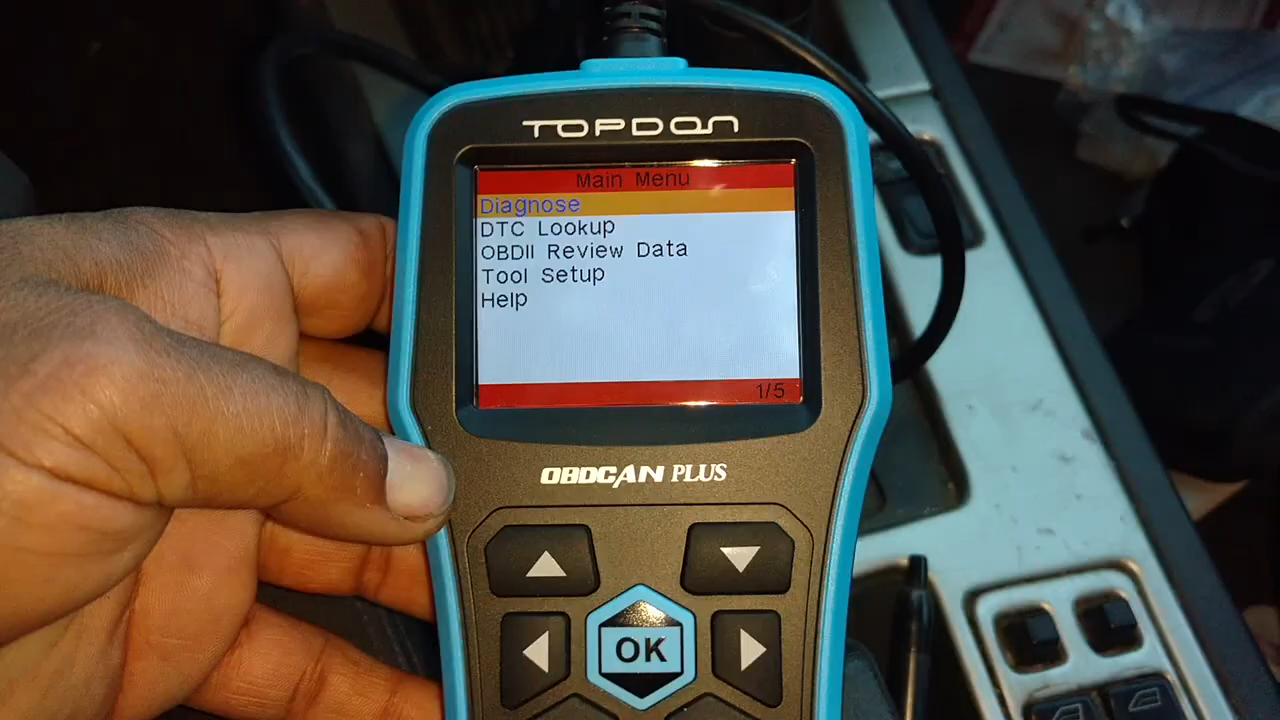 TOPDON
Main Menu
Diagnose
DTC Lookup
OBDII Review Data
Tool Setup
Help
1/5
OBDCAN PLUS
OK